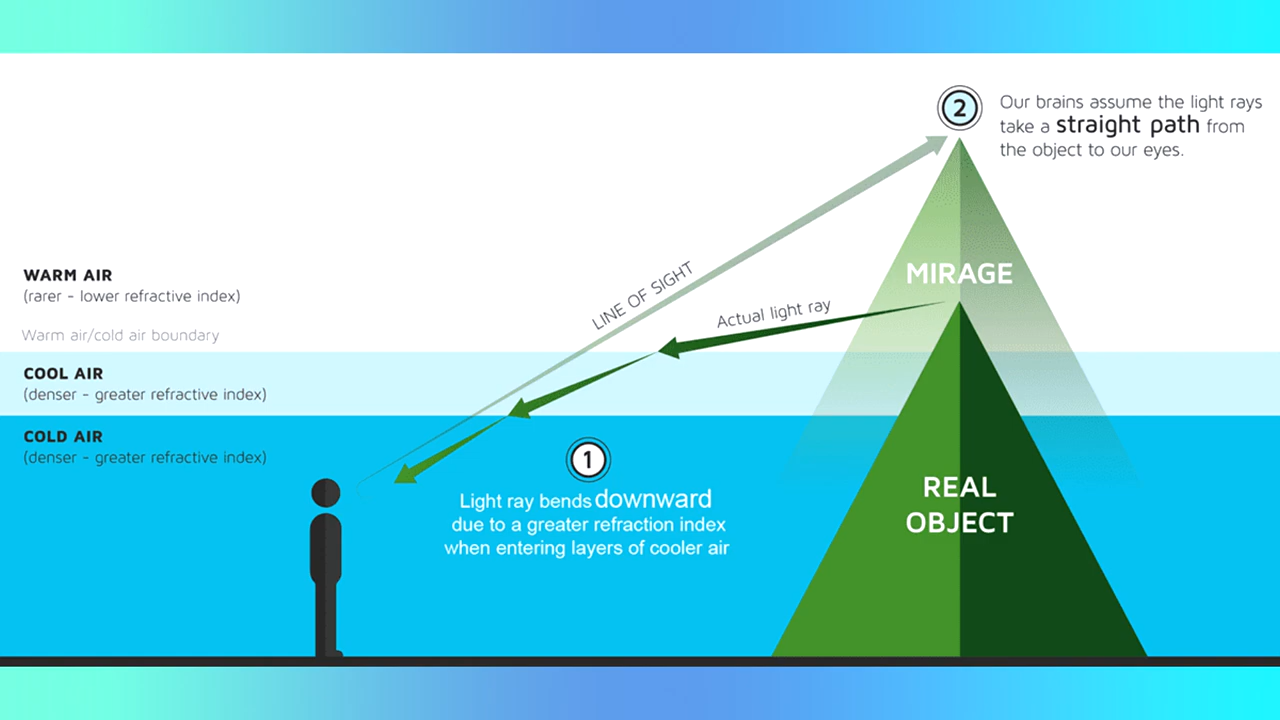 2
Our brains assume the light rays
take a straight path from
the object to our eyes.
LINE OF SIGHT
MIRAGE
WARM AIR
(rarer - lower refractive index)
Actual light ray
Warm air/cold air boundary
COOL AIR
(denser - greater refractive index)
COLD AIR
(denser - greater refractive index)
1
Light ray bends downward
due to a greater refraction index
when entering layers of cooler air
REAL
OBJECT